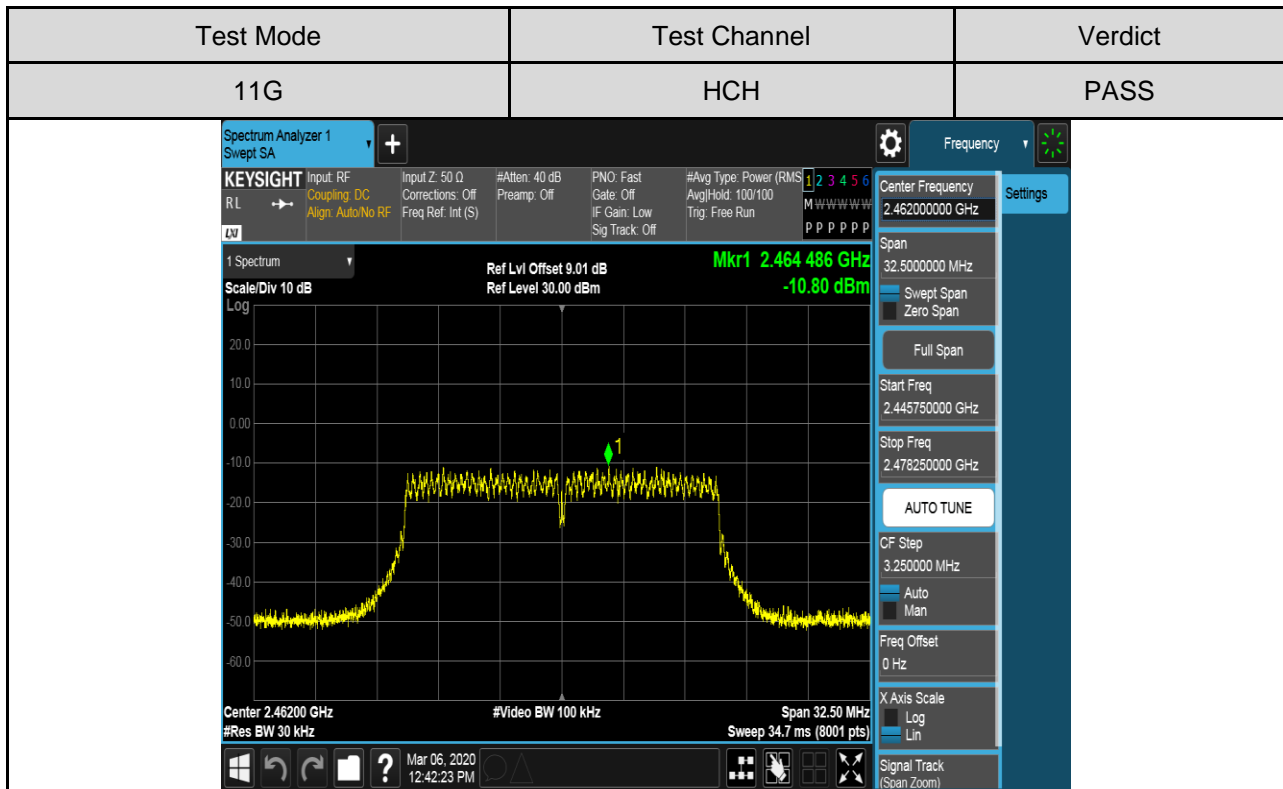 Test Mode
Test Channel
Verdict
11G
HCH
PASS
Spectrum Analyzer 1
Swept SA
+
Frequency
KEYSIGHT
RL
LXI
Input: RF
Coupling: DC
Align: Auto/No RF
Input Z: 50 Ω
Corrections: Off
Freq Ref: Int (S)
#Atten: 40 dB
Preamp: Off
PNO: Fast
Gate: Off
IF Gain: Low
Sig Track: Off
#Avg Type: Power (RMS
Avg|Hold: 100/100
Trig: Free Run
1 2 3 4 5 6
M W W W W W
P P P P P P
Center Frequency
2.462000000 GHz
Settings
Span
32.5000000 MHz
Swept Span
Zero Span
Full Span
Start Freq
2.445750000 GHz
Stop Freq
2.478250000 GHz
AUTO TUNE
CF Step
3.250000 MHz
Auto
Man
Freq Offset
0 Hz
X Axis Scale
Log
Lin
Signal Track
(Span Zoom)
1 Spectrum
Scale/Div 10 dB
Ref Lvl Offset 9.01 dB
Ref Level 30.00 dBm
Mkr1 2.464 486 GHz
-10.80 dBm
Log
20.0
10.0
0.00
-10.0
-20.0
-30.0
-40.0
-50.0
-60.0
1
Center 2.46200 GHz
#Res BW 30 kHz
#Video BW 100 kHz
Span 32.50 MHz
Sweep 34.7 ms (8001 pts)
?
Mar 06, 2020
12:42:23 PM